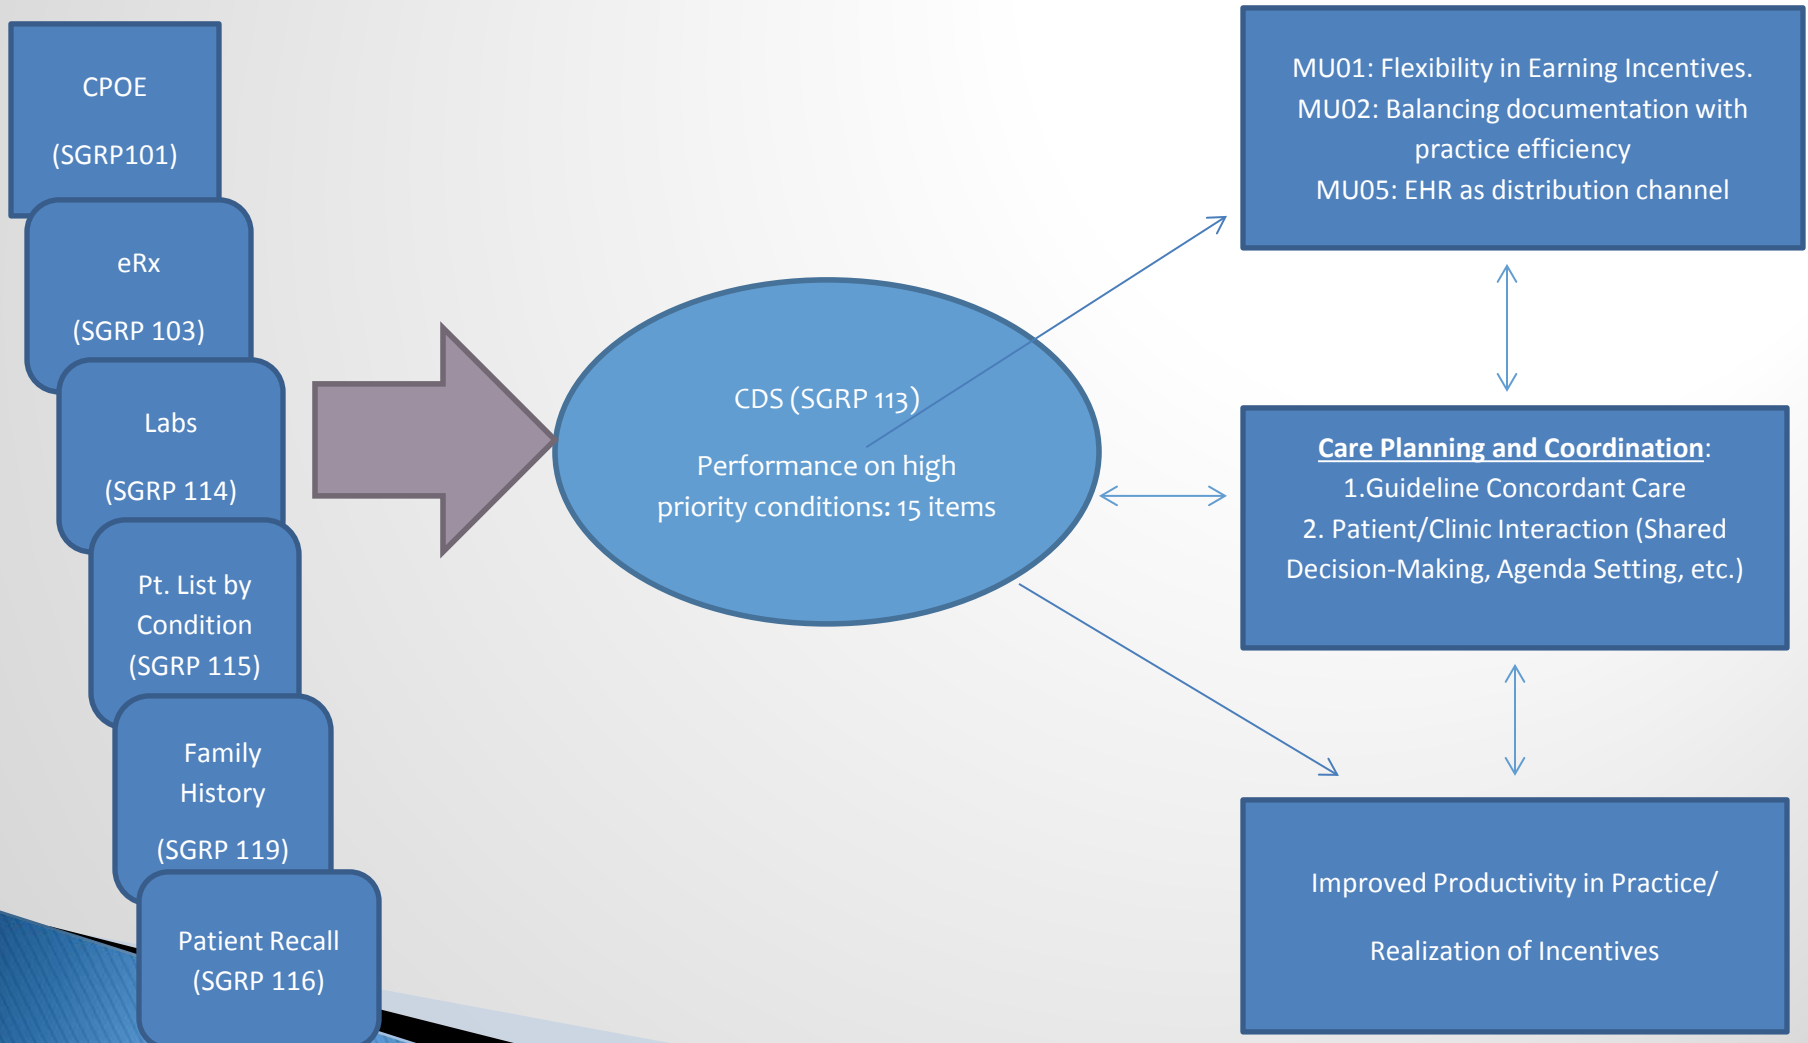 CPOE
(SGRP101)
eRx
(SGRP 103)
Labs
(SGRP 114)
Pt. List by
Condition
(SGRP 115)
Family
History
(SGRP 119)
Patient Recall
(SGRP 116)
CDS (SGRP 113)
Performance on high
priority conditions: 15 items
MU01: Flexibility in Earning Incentives.
MU02: Balancing documentation with
practice efficiency
MU05: EHR as distribution channel
Care Planning and Coordination:
1.Guideline Concordant Care
2. Patient/Clinic Interaction (Shared
Decision-Making, Agenda Setting, etc.)
Improved Productivity in Practice/
Realization of Incentives